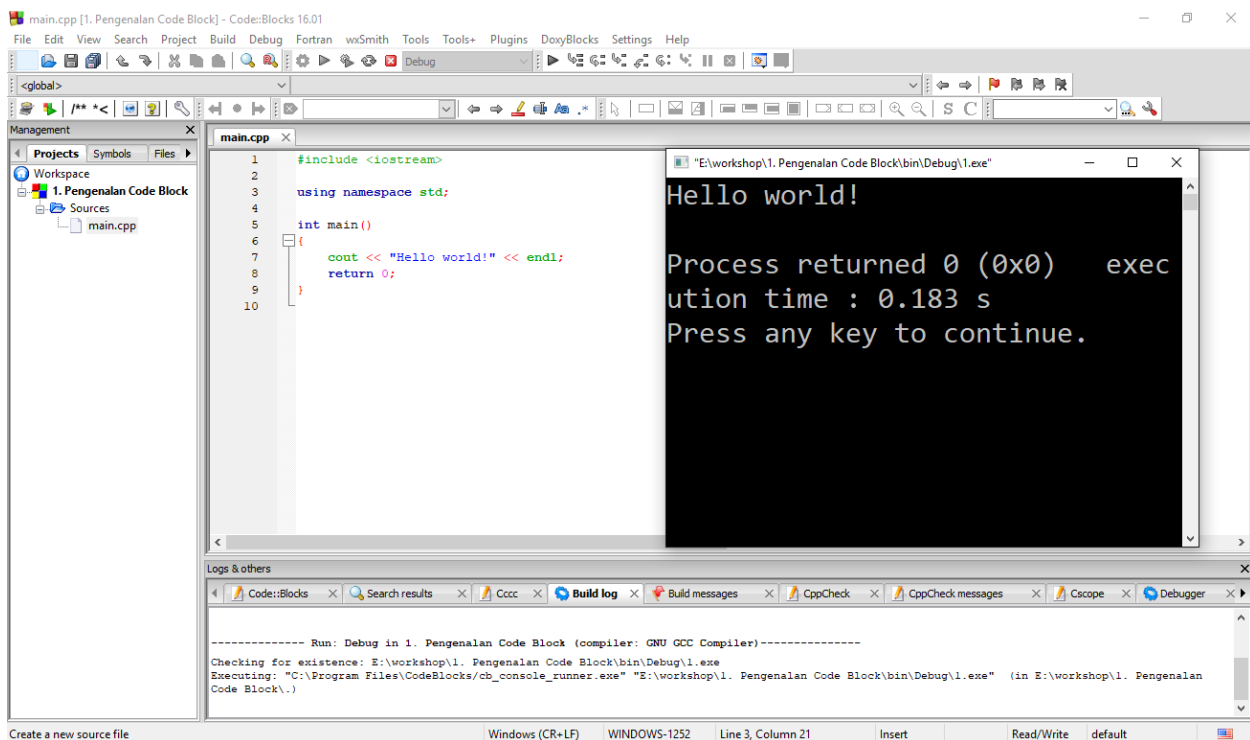 main.cpp [1. Pengenalan Code Block] - Code::Blocks 16.01
File Edit View Search Project Build Debug Fortran wxSmith Tools Tools+ Plugins DoxyBlocks Settings Help
Debug
<global>
/** *<
S C
Management
main.cpp
Projects Symbols Files
Workspace
1. Pengenalan Code Block
Sources
main.cpp
1 #include <iostream>
2
3 using namespace std;
4
5 int main()
6 {
7 cout << "Hello world!" << endl;
8 return 0;
9 }
10
"E:\workshop\1. Pengenalan Code Block\bin\Debug\1.exe"
Hello world!
Process returned 0 (0x0) exec
ution time : 0.183 s
Press any key to continue.
Logs & others
Code::Blocks Search results Cccc Build log Build messages CppCheck CppCheck messages Cscope Debugger
-------------- Run: Debug in 1. Pengenalan Code Block (compiler: GNU GCC Compiler)---------------
Checking for existence: E:\workshop\1. Pengenalan Code Block\bin\Debug\1.exe
Executing: "C:\Program Files\CodeBlocks/cb_console_runner.exe" "E:\workshop\1. Pengenalan Code Block\bin\Debug\1.exe" (in E:\workshop\1. Pengenalan
Code Block\.)
Create a new source file Windows (CR+LF) WINDOWS-1252 Line 3, Column 21 Insert Read/Write default